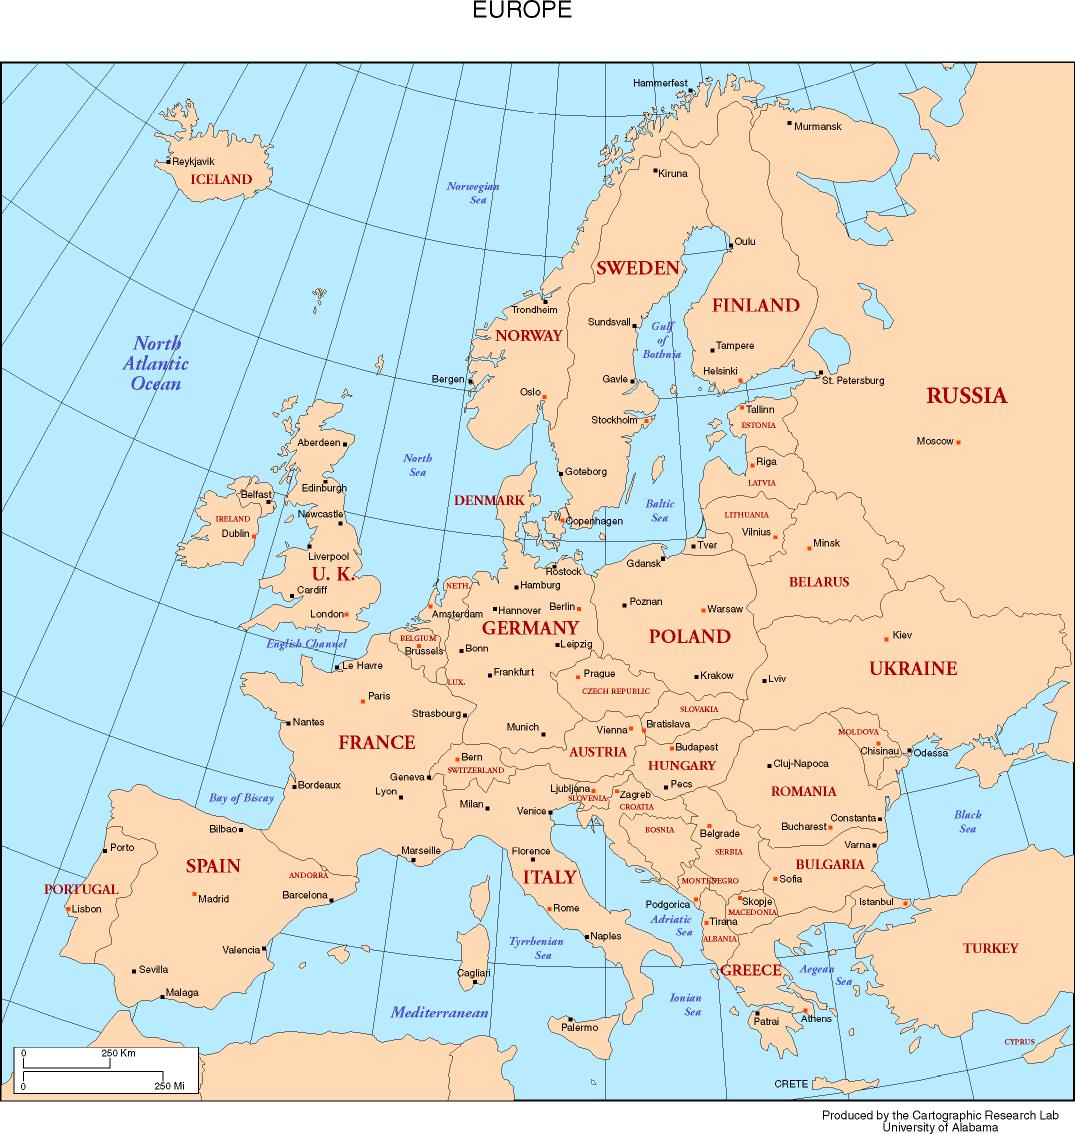 EUROPE
Hammerfest
Murmansk
Reykjavik
ICELAND
Kiruna
Norwegian
Sea
Oulu
SWEDEN
FINLAND
Trondheim
NORWAY
Sundsvall
Gulf
of
Bothnia
North
Atlantic
Ocean
Tampere
Helsinki
Bergen
Gavle
St. Petersburg
Oslo
RUSSIA
Stockholm
Tallinn
ESTONIA
Moscow
Aberdeen
North
Sea
Riga
Goteborg
LATVIA
Edinburgh
Belfast
DENMARK
Baltic
Sea
Newcastle
IRELAND
LITHUANIA
Copenhagen
Dublin
Vilnius
Minsk
Tver
Liverpool
Gdansk
U. K.
Rostock
BELARUS
Cardiff
NETH.
Hamburg
London
Amsterdam
Hannover
Berlin
Poznan
Warsaw
GERMANY
POLAND
Kiev
English Channel
BELGIUM
Brussels
Bonn
Leipzig
Le Havre
UKRAINE
Frankfurt
Prague
Krakow
Lviv
LUX.
CZECH REPUBLIC
Paris
SLOVAKIA
Strasbourg
Nantes
Munich
Vienna
Bratislava
MOLDOVA
FRANCE
AUSTRIA
Budapest
Chisinau
Odessa
Bern
SWITZERLAND
HUNGARY
Cluj-Napoca
Geneva
Bordeaux
Lyon
Ljubljana
SLOVENIA
Zagreb
Pecs
ROMANIA
Bay of Biscay
Milan
Venice
CROATIA
Constanta
Bilbao
BOSNIA
Belgrade
Bucharest
Black
Sea
Porto
Marseille
Florence
SERBIA
Varna
SPAIN
ANDORRA
ITALY
MONTENEGRO
BULGARIA
Sofia
PORTUGAL
Madrid
Barcelona
Lisbon
Rome
Podgorica
Skopje
MACEDONIA
Istanbul
Adriatic
Sea
Tirana
Naples
ALBANIA
Valencia
Tyrrhenian
Sea
TURKEY
Sevilla
Cagliari
GREECE
Aegean
Sea
Malaga
Ionian
Sea
Mediterranean
Palermo
Patrai
Athens
CYPRUS
0
250 Km
0
250 Mi
CRETE
Produced by the Cartographic Research Lab
University of Alabama